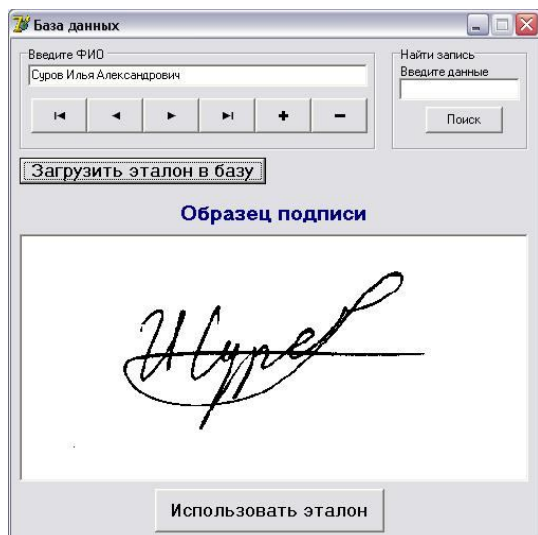 База данных
Введите ФИО
Суров Илья Александрович
Найти запись
Введите данные
Поиск
Загрузить эталон в базу
Образец подписи
И Суров
Использовать эталон